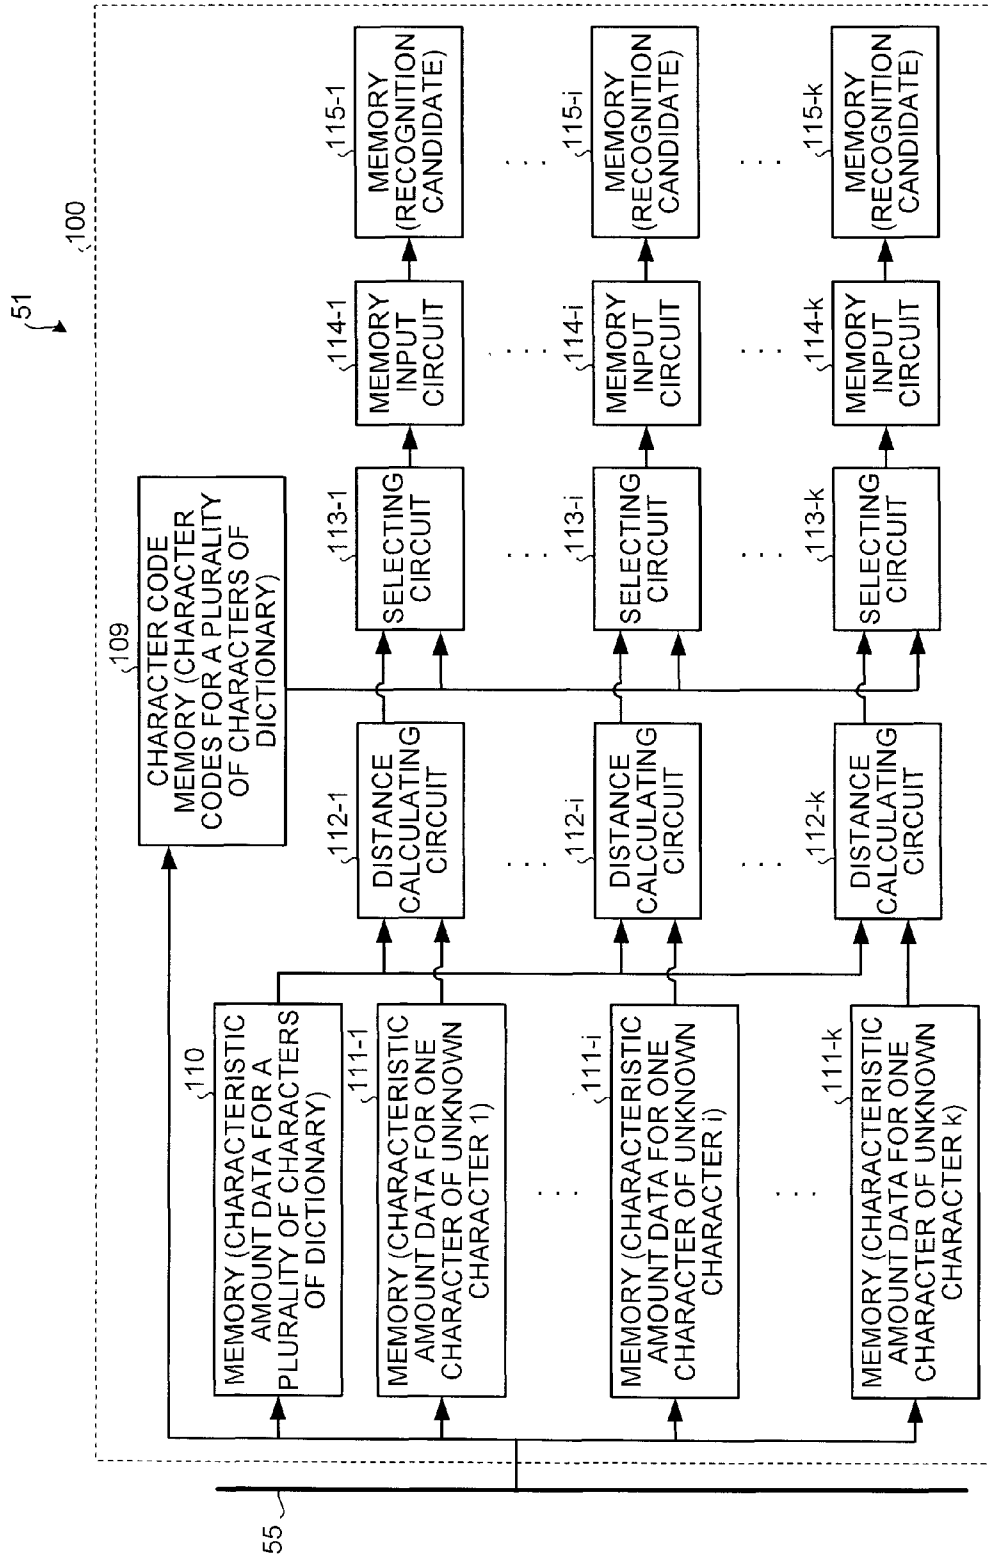 51
100
109
CHARACTER CODE
MEMORY (CHARACTER
CODES FOR A PLURALITY
OF CHARACTERS OF
DICTIONARY)
110
MEMORY (CHARACTERISTIC
AMOUNT DATA FOR A
PLURALITY OF CHARACTERS
OF DICTIONARY)
111-1
MEMORY (CHARACTERISTIC
AMOUNT DATA FOR ONE
CHARACTER OF UNKNOWN
CHARACTER 1)
112-1
DISTANCE
CALCULATING
CIRCUIT
113-1
SELECTING
CIRCUIT
114-1
MEMORY
INPUT
CIRCUIT
115-1
MEMORY
(RECOGNITION
CANDIDATE)
. . .
. . .
. . .
. . .
. . .
111-i
MEMORY (CHARACTERISTIC
AMOUNT DATA FOR ONE
CHARACTER OF UNKNOWN
CHARACTER i)
112-i
DISTANCE
CALCULATING
CIRCUIT
113-i
SELECTING
CIRCUIT
114-i
MEMORY
INPUT
CIRCUIT
115-i
MEMORY
(RECOGNITION
CANDIDATE)
. . .
. . .
. . .
. . .
. . .
111-k
MEMORY (CHARACTERISTIC
AMOUNT DATA FOR ONE
CHARACTER OF UNKNOWN
CHARACTER k)
112-k
DISTANCE
CALCULATING
CIRCUIT
113-k
SELECTING
CIRCUIT
114-k
MEMORY
INPUT
CIRCUIT
115-k
MEMORY
(RECOGNITION
CANDIDATE)
55